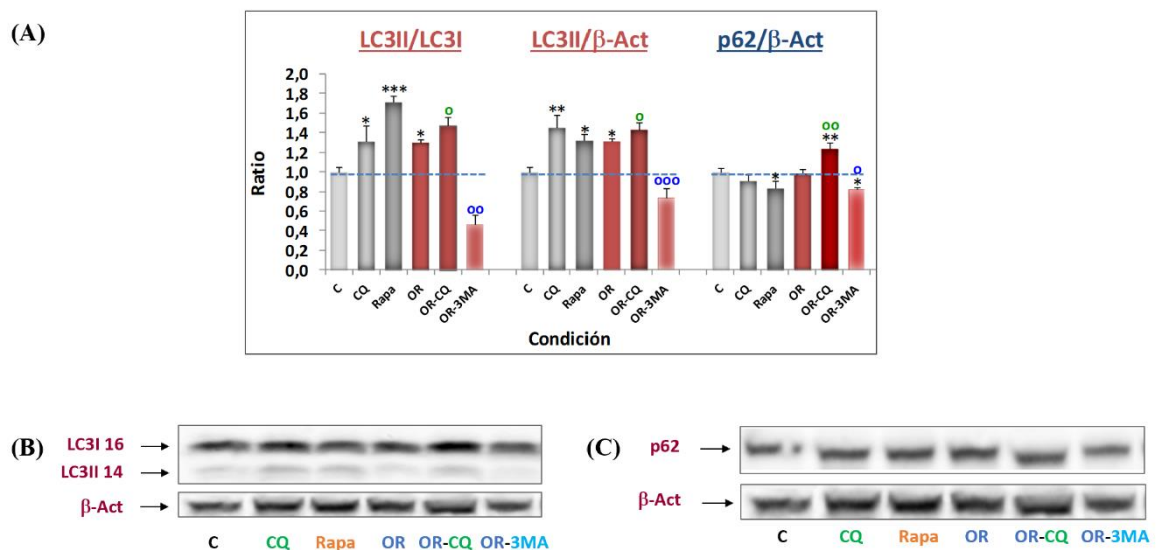 (A)
LC3II/LC3I LC3II/β-Act p62/β-Act
2,0
1,8
1,6
1,4
1,2
1,0
0,8
0,6
0,4
0,2
0,0
Ratio
* *** * o oo
** * * o ooo
* oo ** o *
C CQ Rapa OR OR-CQ OR-3MA C CQ Rapa OR OR-CQ OR-3MA C CQ Rapa OR OR-CQ OR-3MA
Condición
(B)
LC3I 16
LC3II 14
β-Act
C CQ Rapa OR OR-CQ OR-3MA
(C)
p62
β-Act
C CQ Rapa OR OR-CQ OR-3MA